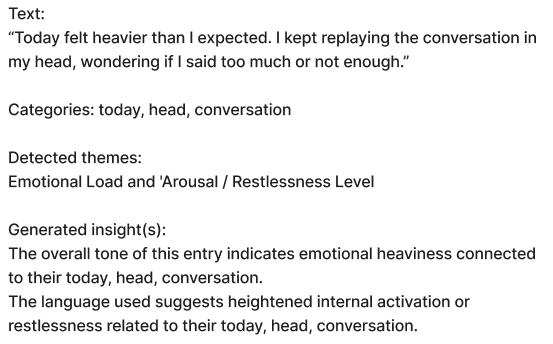 Text:
“Today felt heavier than I expected. I kept replaying the conversation in
my head, wondering if I said too much or not enough.”
Categories: today, head, conversation
Detected themes:
Emotional Load and 'Arousal / Restlessness Level
Generated insight(s):
The overall tone of this entry indicates emotional heaviness connected
to their today, head, conversation.
The language used suggests heightened internal activation or
restlessness related to their today, head, conversation.